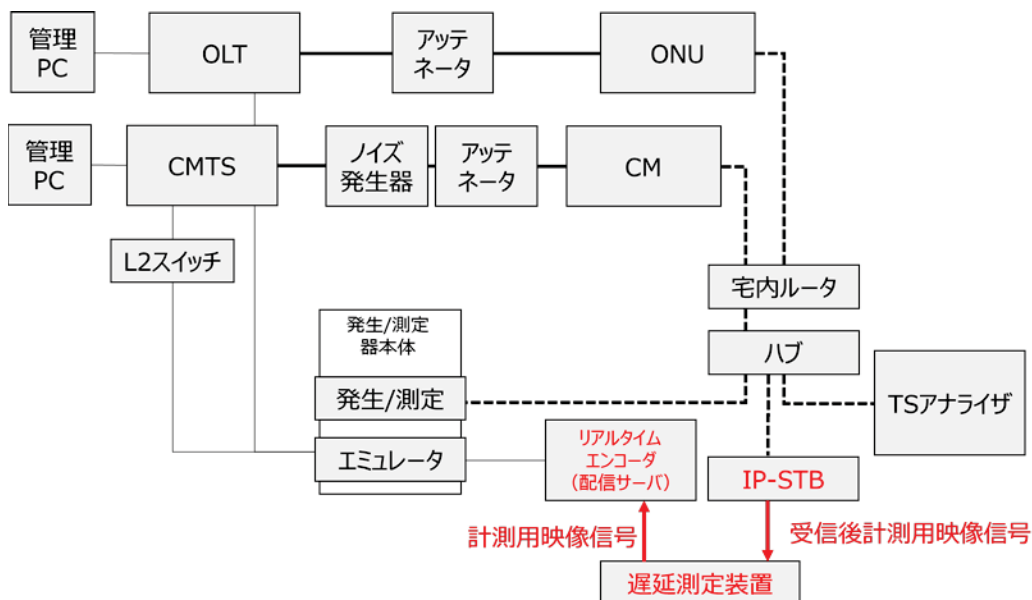 管理
PC
OLT
アッテ
ネータ
ONU
管理
PC
CMTS
ノイズ
発生器
アッテ
ネータ
CM
L2スイッチ
宅内ルータ
発生/測定
器本体
ハブ
発生/測定
TSアナライザ
エミュレータ
リアルタイム
エンコーダ
(配信サーバ)
IP-STB
計測用映像信号
受信後計測用映像信号
遅延測定装置